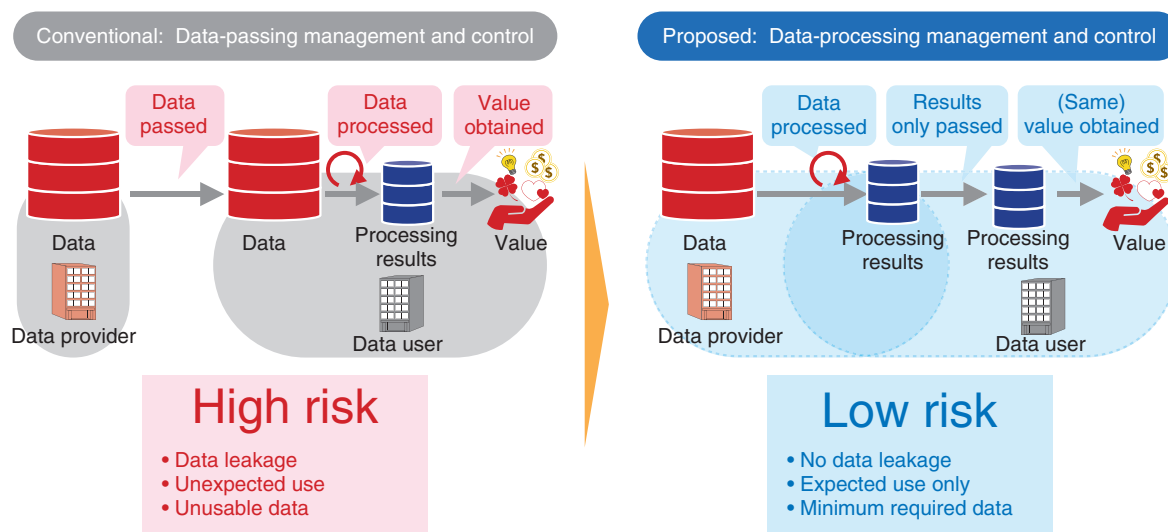 Conventional: Data-passing management and control
Data
passed
Data
processed
Value
obtained
Data
Data
Processing
results
Value
Data provider
Data user
High risk
• Data leakage
• Unexpected use
• Unusable data
Proposed: Data-processing management and control
Data
processed
Results
only passed
(Same)
value obtained
Data
Processing
results
Processing
results
Value
Data provider
Data user
Low risk
• No data leakage
• Expected use only
• Minimum required data